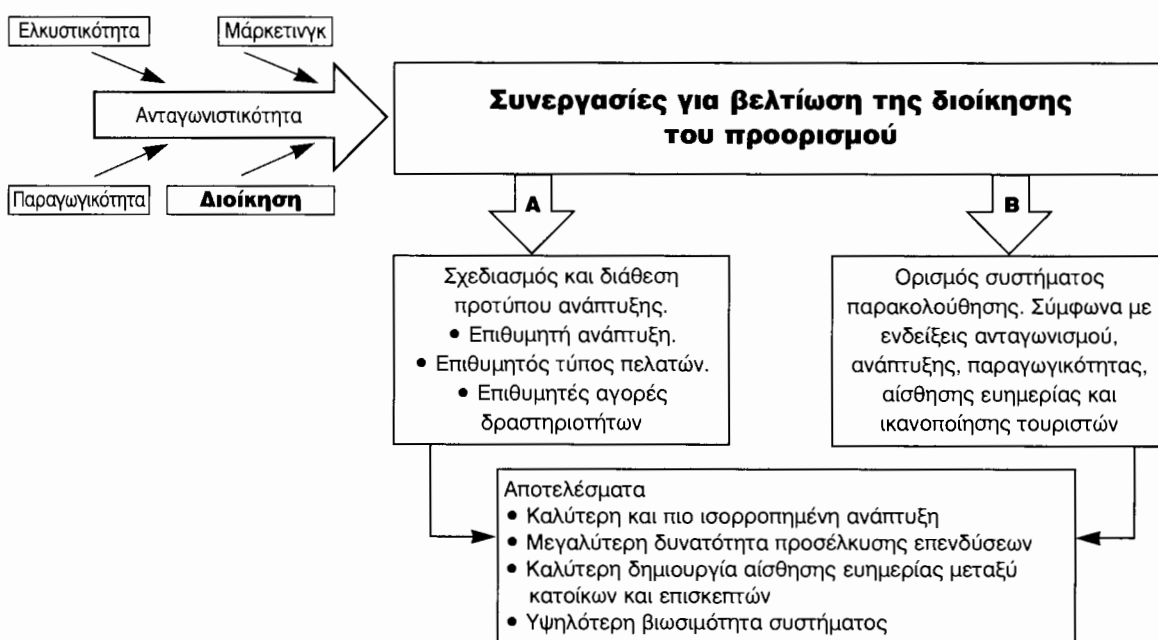 Ελκυστικότητα
Μάρκετινγκ
Ανταγωνιστικότητα
Παραγωγικότητα
Διοίκηση
Συνεργασίες για βελτίωση της διοίκησης
του προορισμού
A
B
Σχεδιασμός και διάθεση
προτύπου ανάπτυξης.
• Επιθυμητή ανάπτυξη.
• Επιθυμητός τύπος πελατών.
• Επιθυμητές αγορές
δραστηριοτήτων
Ορισμός συστήματος
παρακολούθησης. Σύμφωνα με
ενδείξεις ανταγωνισμού,
ανάπτυξης, παραγωγικότητας,
αίσθησης ευημερίας και
ικανοποίησης τουριστών
Αποτελέσματα
• Καλύτερη και πιο ισορροπημένη ανάπτυξη
• Μεγαλύτερη δυνατότητα προσέλκυσης επενδύσεων
• Καλύτερη δημιουργία αίσθησης ευημερίας μεταξύ
κατοίκων και επισκεπτών
• Υψηλότερη βιωσιμότητα συστήματος